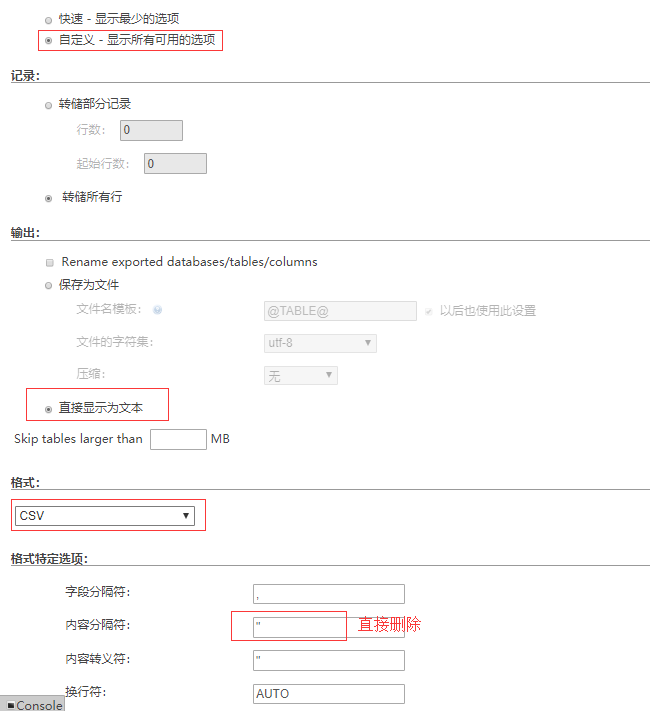 快速 - 显示最少的选项
自定义 - 显示所有可用的选项
记录:
转储部分记录
行数: 0
起始行数: 0
转储所有行
输出:
Rename exported databases/tables/columns
保存为文件
文件名模板: @TABLE@ 以后也使用此设置
文件的字符集: utf-8
压缩: 无
直接显示为文本
Skip tables larger than MB
格式:
CSV
格式特定选项:
字段分隔符: ,
内容分隔符: " 直接删除
内容转义符: "
换行符: AUTO
Console